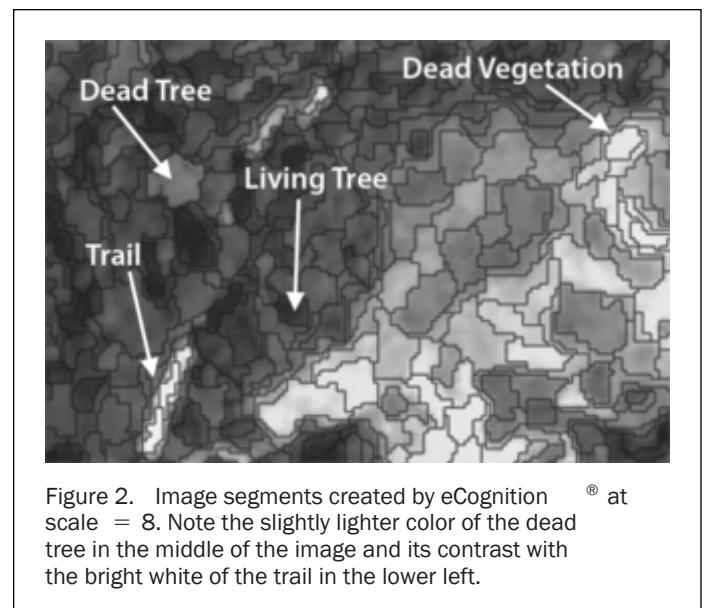 Dead Vegetation
Dead Tree
Living Tree
Trail
Figure 2. Image segments created by eCognition ® at
scale = 8. Note the slightly lighter color of the dead
tree in the middle of the image and its contrast with
the bright white of the trail in the lower left.